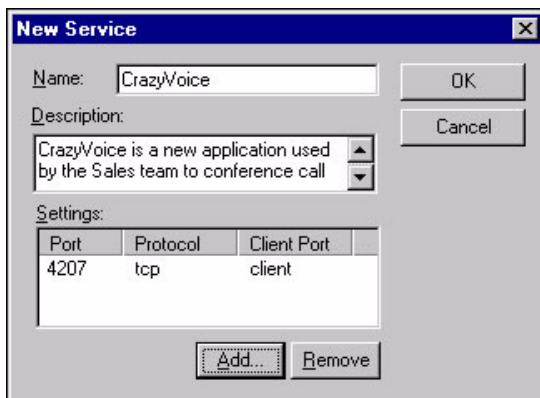 New Service
Name: CrazyVoice OK
Description: Cancel
CrazyVoice is a new application used
by the Sales team to conference call
Settings:
Port Protocol Client Port
4207 tcp client
Add... Remove